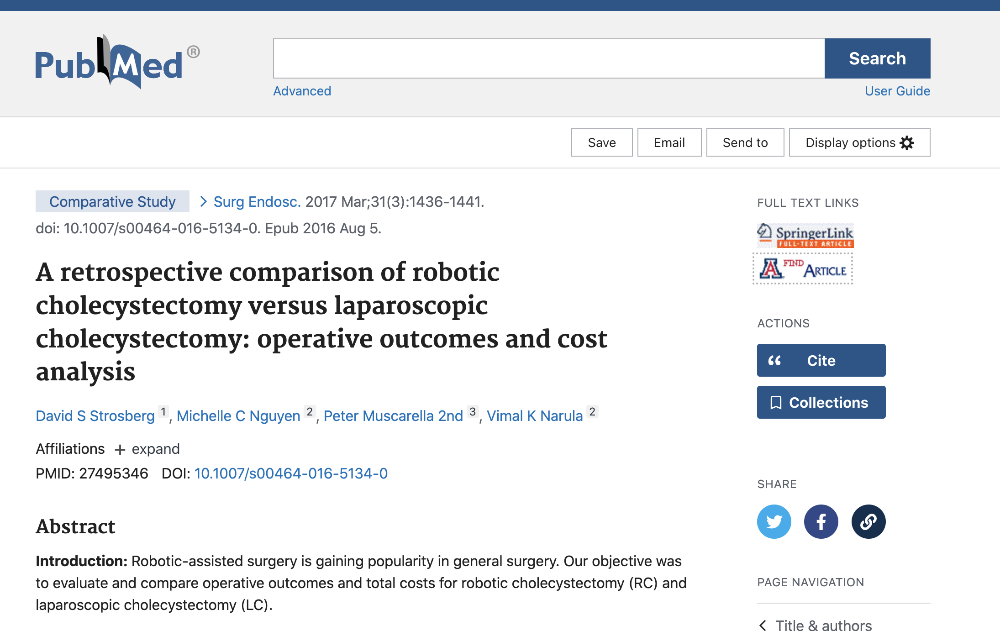 PubMed®
Search
Advanced
User Guide
Save
Email
Send to
Display options
Comparative Study
Surg Endosc. 2017 Mar;31(3):1436-1441.
doi: 10.1007/s00464-016-5134-0. Epub 2016 Aug 5.
A retrospective comparison of robotic
cholecystectomy versus laparoscopic
cholecystectomy: operative outcomes and cost
analysis
David S Strosberg 1, Michelle C Nguyen 2, Peter Muscarella 2nd 3, Vimal K Narula 2
Affiliations + expand
PMID: 27495346 DOI: 10.1007/s00464-016-5134-0
Abstract
Introduction: Robotic-assisted surgery is gaining popularity in general surgery. Our objective was
to evaluate and compare operative outcomes and total costs for robotic cholecystectomy (RC) and
laparoscopic cholecystectomy (LC).
FULL TEXT LINKS
SpringerLink
FULL-TEXT ARTICLE
A FIND ARTICLE
ACTIONS
Cite
Collections
SHARE
PAGE NAVIGATION
Title & authors